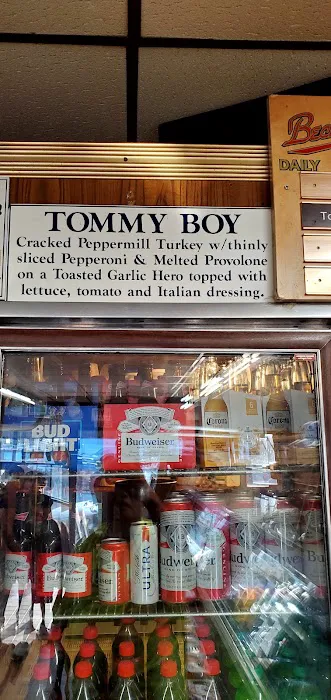 TOMMY BOY
Cracked Peppermill Turkey w/thinly
sliced Pepperoni & Melted Provolone
on a Toasted Garlic Hero topped with
lettuce, tomato and Italian dressing.
DAILY
BUD
LIGHT
Budweiser
Corona
Corona
ULTRA
Budweiser